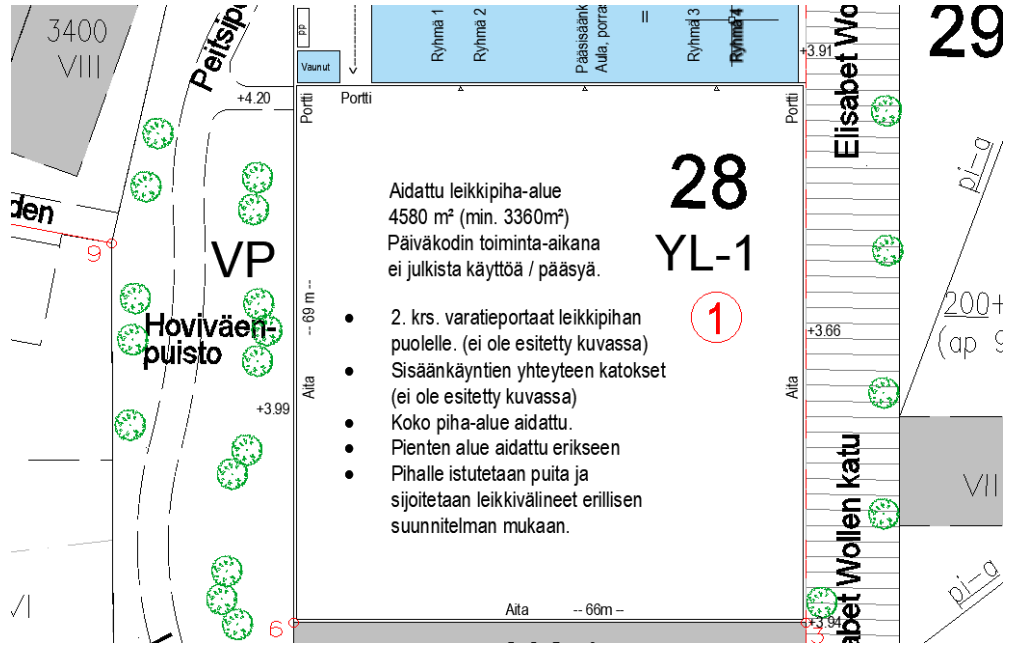 3400
VIII
Peitsipo
pp
Vaunut
Ryhmä 1
Ryhmä 2
Pääsisäänk
Aula, porras
=
Ryhmä 3
Ryhmä 4
+3.91
Elisabet Wo
29
+4.20
Portti
Portti
Portti
pi-a
den
9
VP
Aidattu leikkipiha-alue
4580 m² (min. 3360m²)
Päiväkodin toiminta-aikana
ei julkista käyttöä / pääsyä.
28
YL-1
1
-- 69 m --
Hoviväen-
puisto
• 2. krs. varatieportaat leikkipihan
puolelle. (ei ole esitetty kuvassa)
• Sisäänkäyntien yhteyteen katokset
(ei ole esitetty kuvassa)
• Koko piha-alue aidattu.
• Pienten alue aidattu erikseen
• Pihalle istutetaan puita ja
sijoitetaan leikkivälineet erillisen
suunnitelman mukaan.
+3.66
200+
(ap 9
Aita
Aita
+3.99
VII
abet Wollen katu
pi-a
VI
Aita -- 66m --
6
+3.94
3